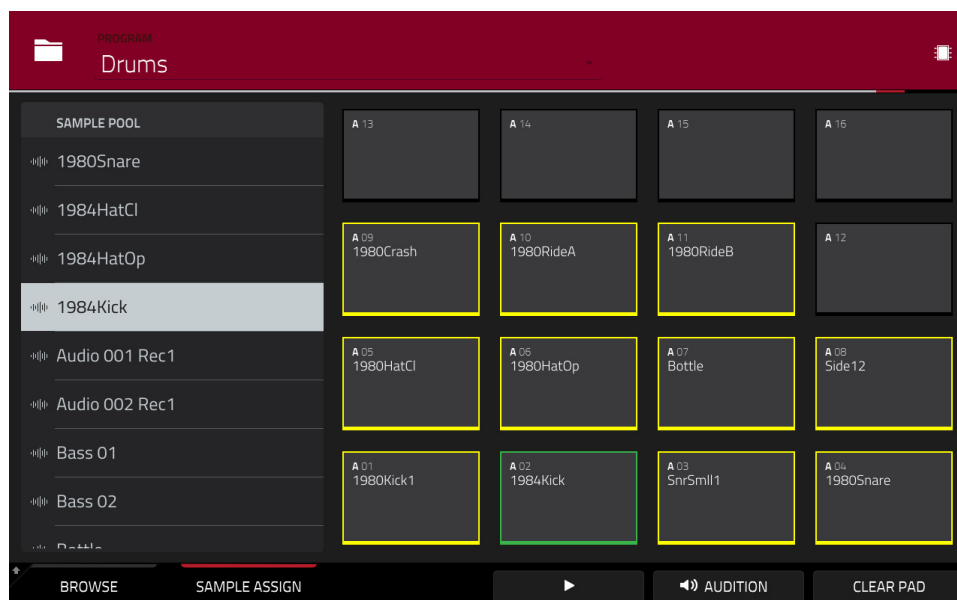 PROGRAM
Drums
SAMPLE POOL
1980Snare
1984HatCl
1984HatOp
1984Kick
Audio 001 Rec1
Audio 002 Rec1
Bass 01
Bass 02
Bottle
A 13
A 14
A 15
A 16
A 09
1980Crash
A 10
1980RideA
A 11
1980RideB
A 12
A 05
1980HatCl
A 06
1980HatOp
A 07
Bottle
A 08
Side12
A 01
1980Kick1
A 02
1984Kick
A 03
SnrSmll1
A 04
1980Snare
BROWSE
SAMPLE ASSIGN
AUDITION
CLEAR PAD